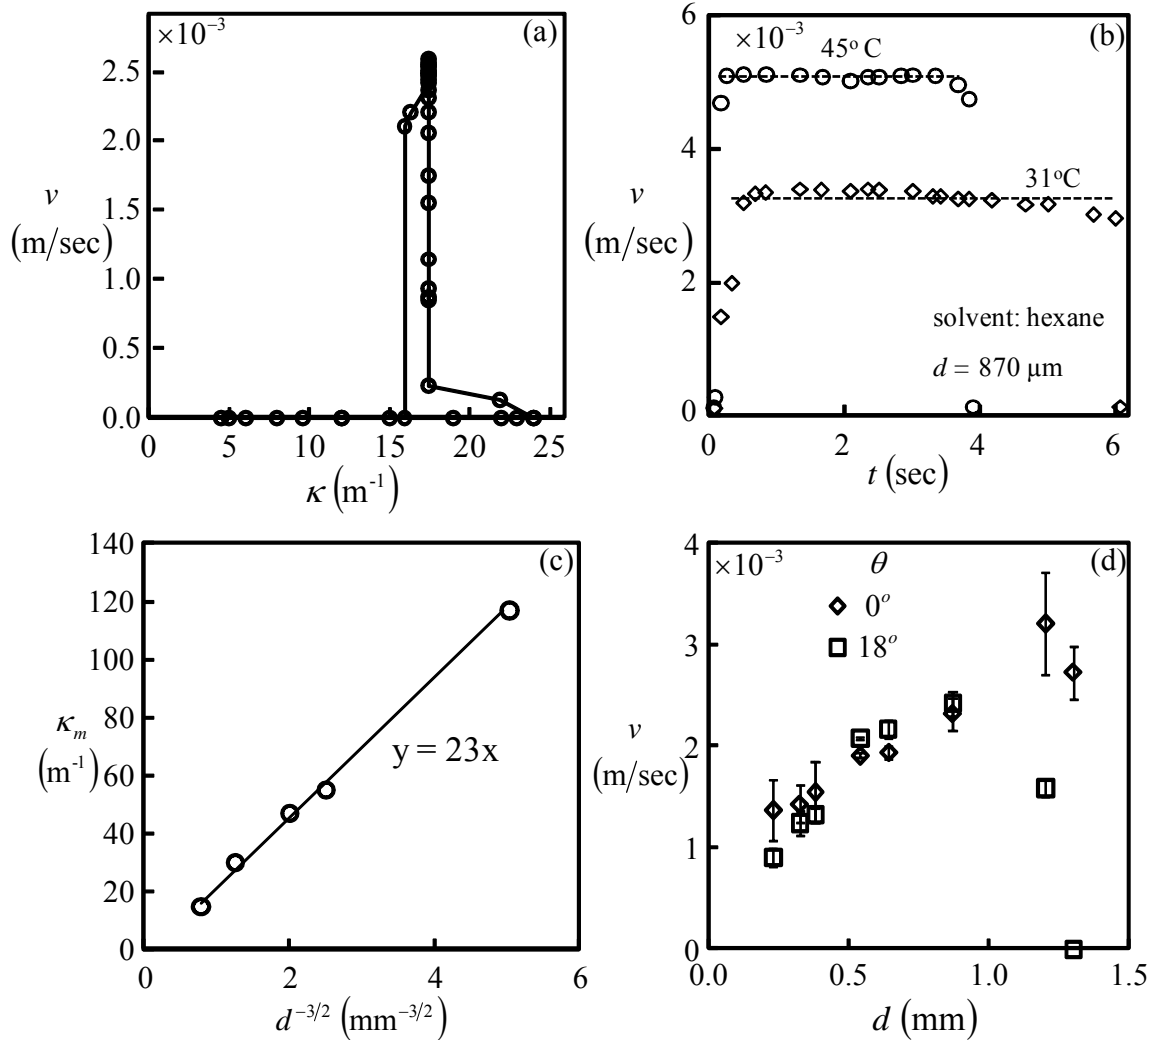 ×10⁻³
(a)
2.5
2.0
1.5
1.0
0.5
0.0
v
(m/sec)
0 5 10 15 20 25
κ (m⁻¹)
6
×10⁻³
(b)
45° C
4
31°C
v
(m/sec)
2
solvent: hexane
d = 870 μm
0
0 2 4 6
t (sec)
140
(c)
120
100
80
κₘ
(m⁻¹)
y = 23x
60
40
20
0
0 2 4 6
d⁻³/² (mm⁻³/²)
4
×10⁻³
θ
(d)
0°
18°
3
v
(m/sec)
2
1
0
0.0 0.5 1.0 1.5
d (mm)